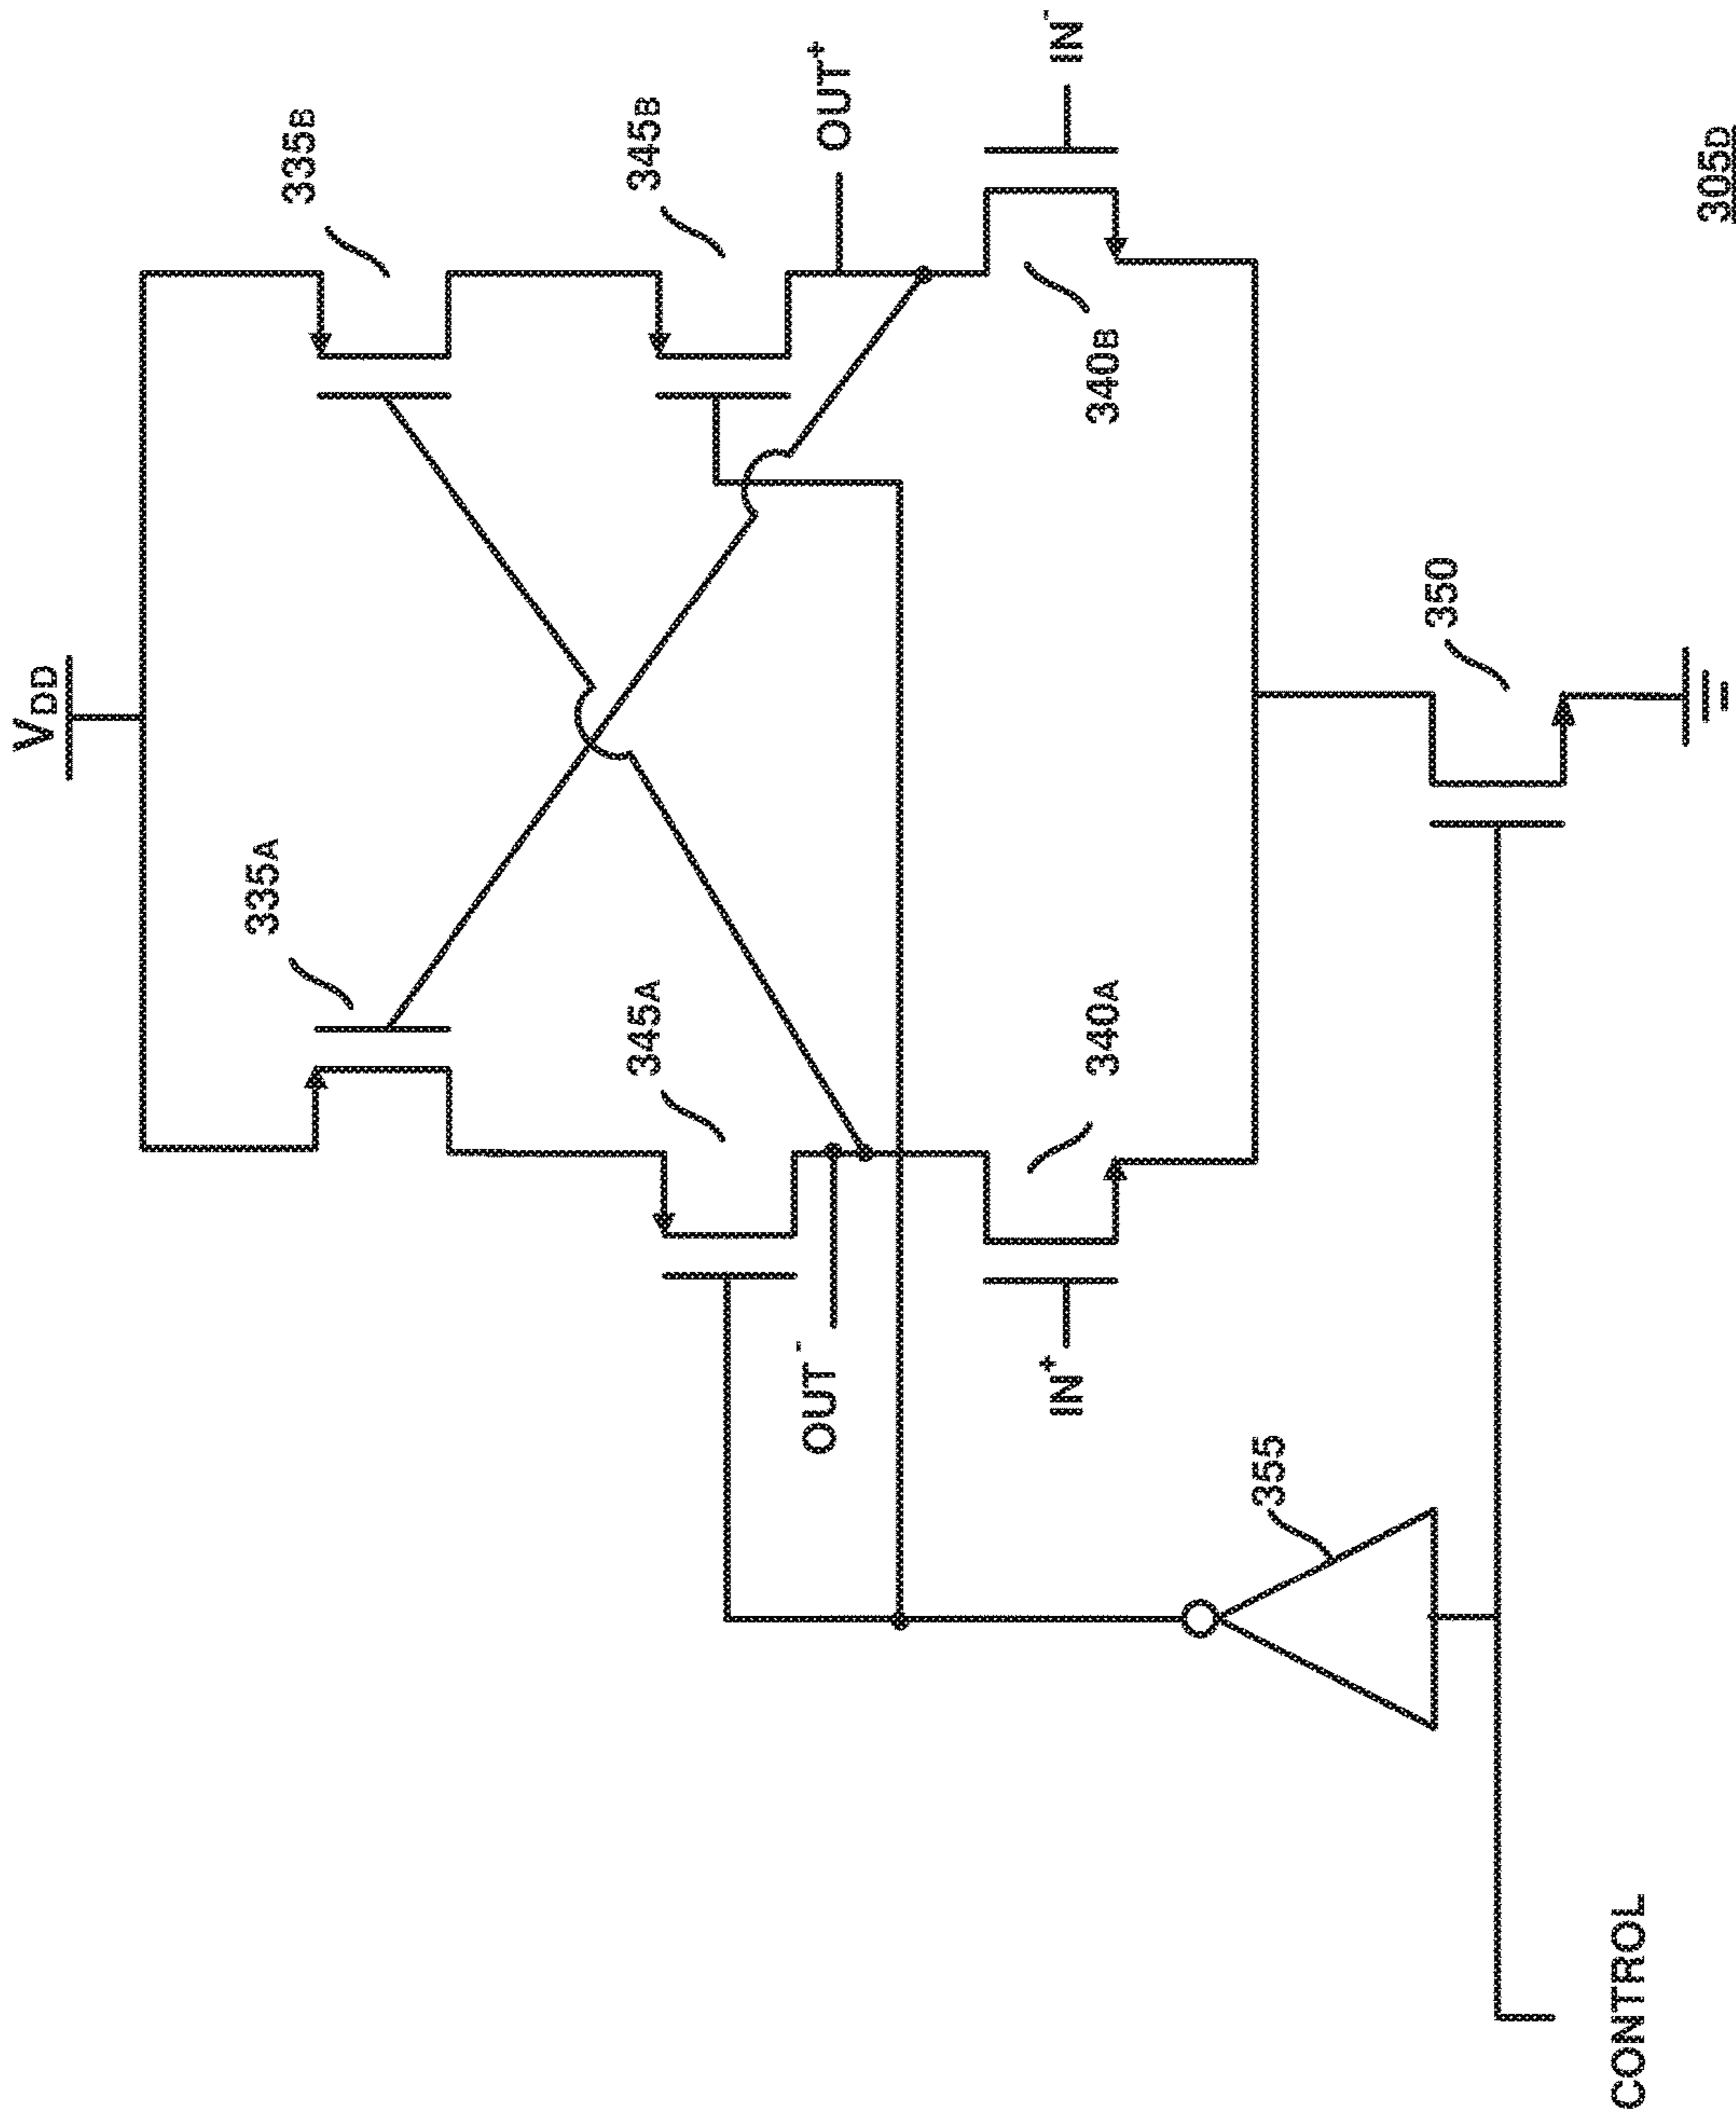 VDD
335A
335B
345A
345B
OUT-
OUT+
IN+
340A
340B
IN-
355
350
CONTROL
305D